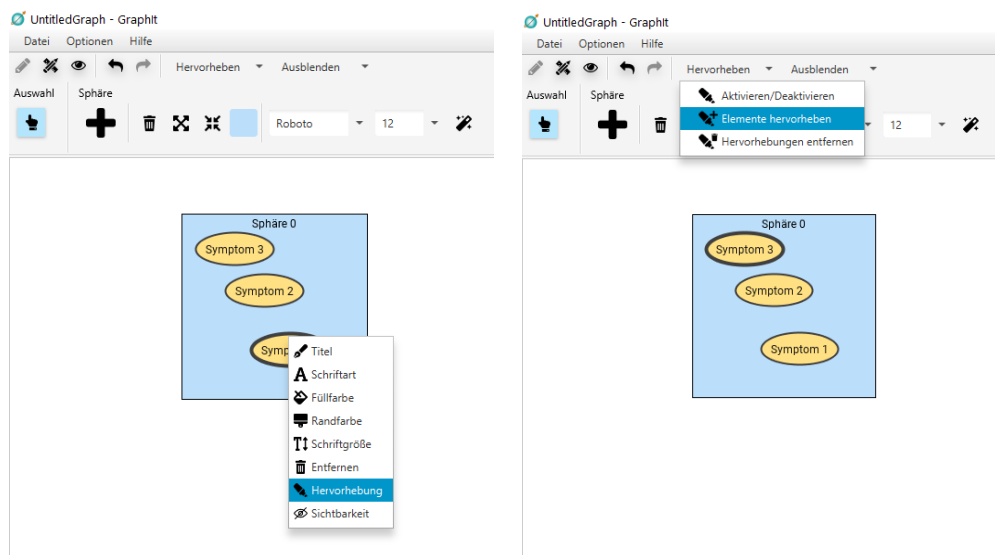 UntitledGraph - GraphIt
Datei Optionen Hilfe
Hervorheben Ausblenden
Auswahl Sphäre
Roboto 12
Sphäre 0
Symptom 3
Symptom 2
Symp
Titel
Schriftart
Füllfarbe
Randfarbe
Schriftgröße
Entfernen
Hervorhebung
Sichtbarkeit
UntitledGraph - GraphIt
Datei Optionen Hilfe
Hervorheben Ausblenden
Auswahl Sphäre
Aktivieren/Deaktivieren
Elemente hervorheben
12
Hervorhebungen entfernen
Sphäre 0
Symptom 3
Symptom 2
Symptom 1